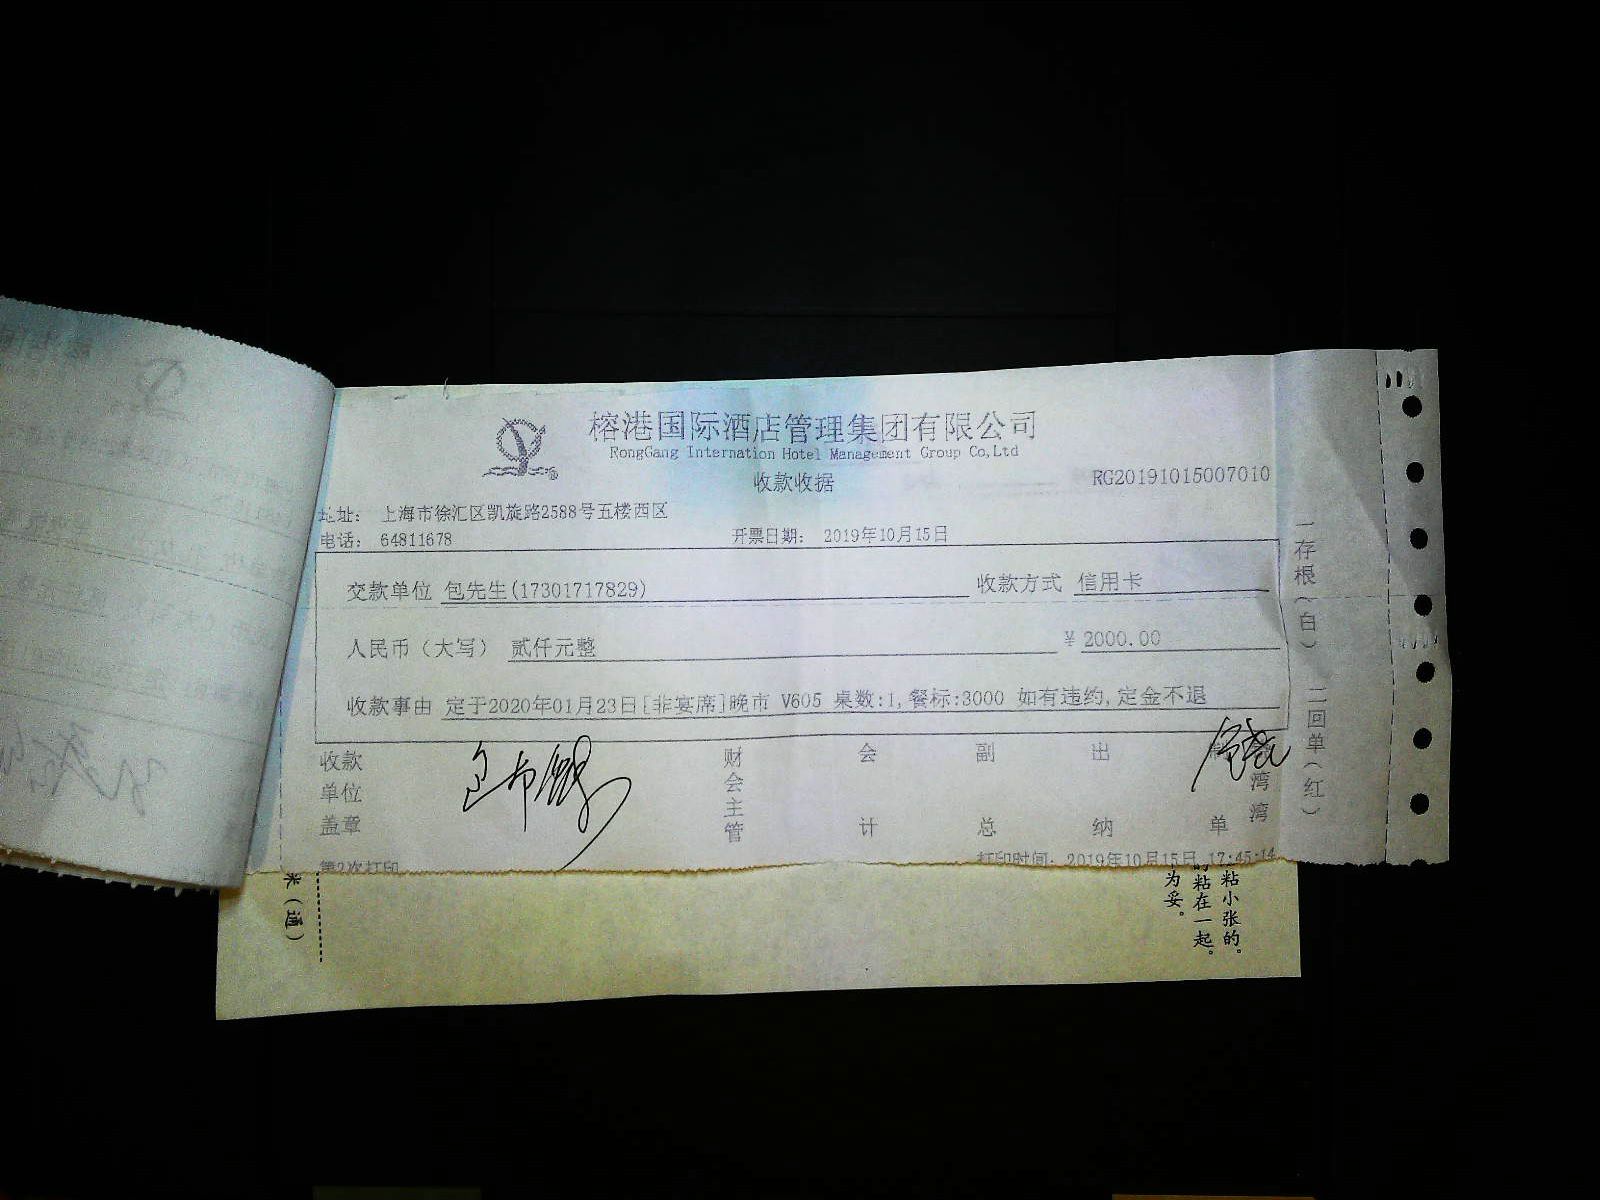 榕港国际酒店管理集团有限公司
RongGang Internation Hotel Management Group Co,Ltd
收款收据
RG20191015007010
址址： 上海市徐汇区凯旋路2588号五楼西区
电话： 64811678 开票日期： 2019年10月15日
交款单位 包先生(17301717829) 收款方式 信用卡
人民币（大写） 贰仟元整 ￥2000.00
收款事由 定于2020年01月23日[非宴席]晚市 V605 桌数:1,餐标:3000 如有违约,定金不退
收款单位盖章
财会主管
会计
副总
出纳
单
湾湾
第2次打印
打印时间: 2019年10月15日 17:45:14
一存根（白） 二回单（红）
粘小张的。
粘在一起。
为妥。
米（通）